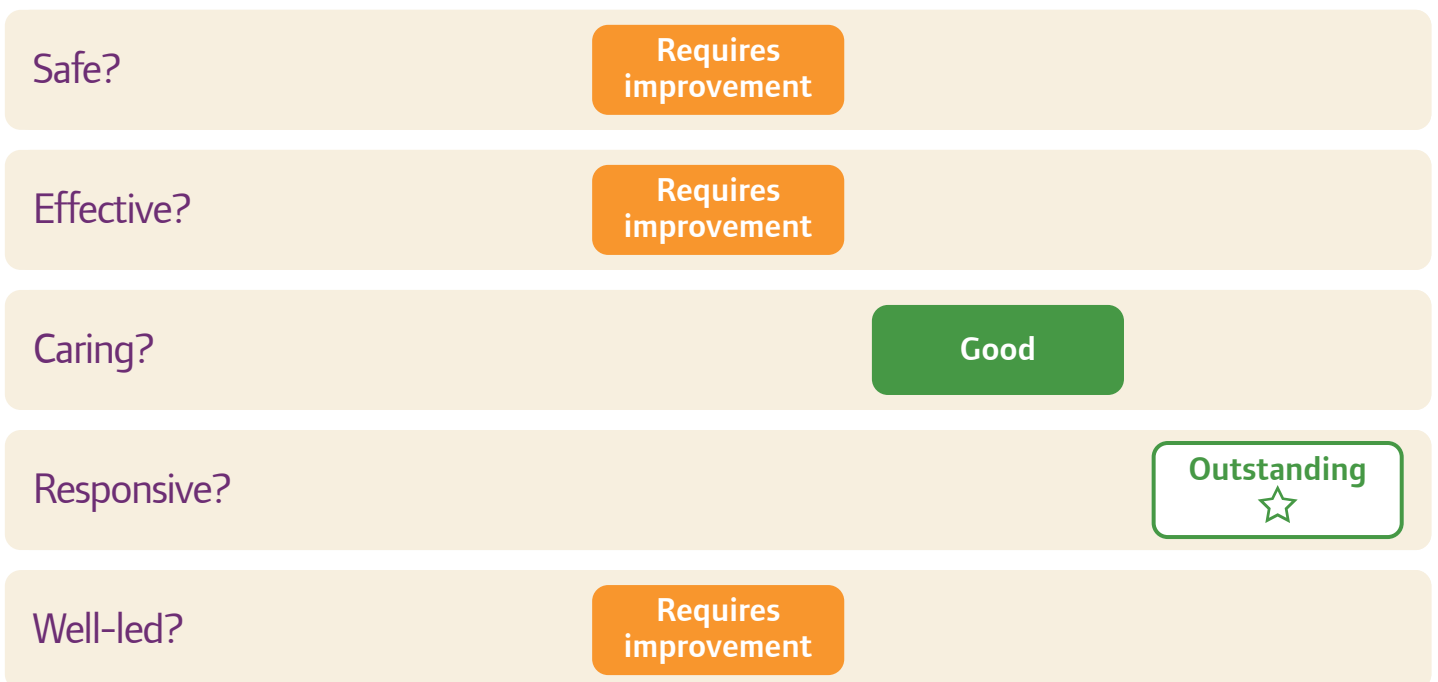 Safe?
Requires
improvement
Effective?
Requires
improvement
Caring?
Good
Responsive?
Outstanding
Well-led?
Requires
improvement